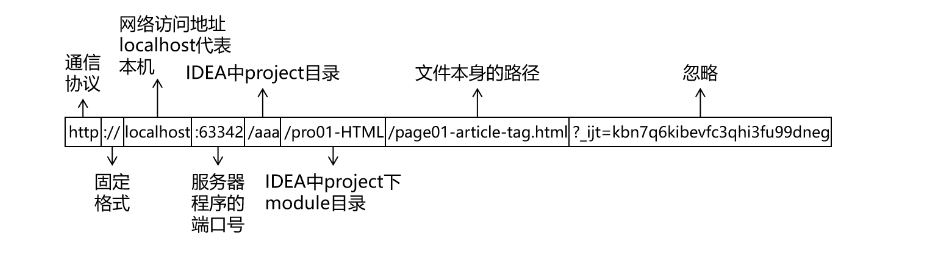 网络访问地址
localhost代表
本机
通信
协议
IDEA中project目录
文件本身的路径
忽略
http :// localhost :63342 /aaa /pro01-HTML /page01-article-tag.html ?_ijt=kbn7q6kibevfc3qhi3fu99dneg
固定
格式
服务器
程序的
端口号
IDEA中project下
module目录